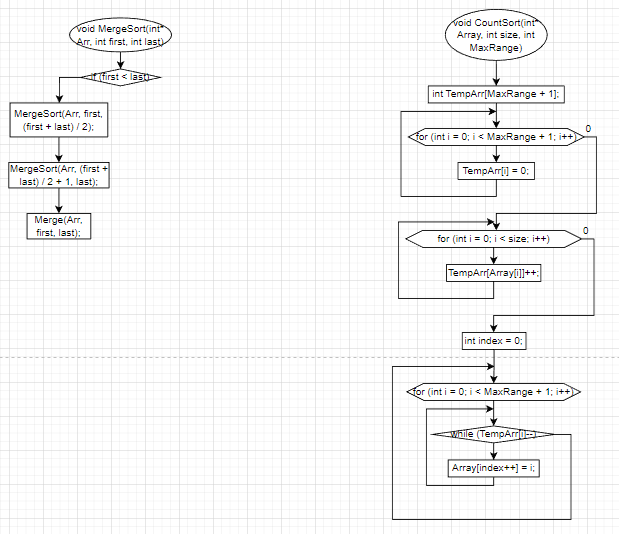 void MergeSort(int*
Arr, int first, int last)
if (first < last)
MergeSort(Arr, first,
(first + last) / 2);
MergeSort(Arr, (first +
last) / 2 + 1, last);
Merge(Arr,
first, last);
void CountSort(int*
Array, int size, int
MaxRange)
int TempArr[MaxRange + 1];
for (int i = 0; i < MaxRange + 1; i++)
0
TempArr[i] = 0;
for (int i = 0; i < size; i++)
0
TempArr[Array[i]]++;
int index = 0;
for (int i = 0; i < MaxRange + 1; i++)
while (TempArr[i]--)
Array[index++] = i;